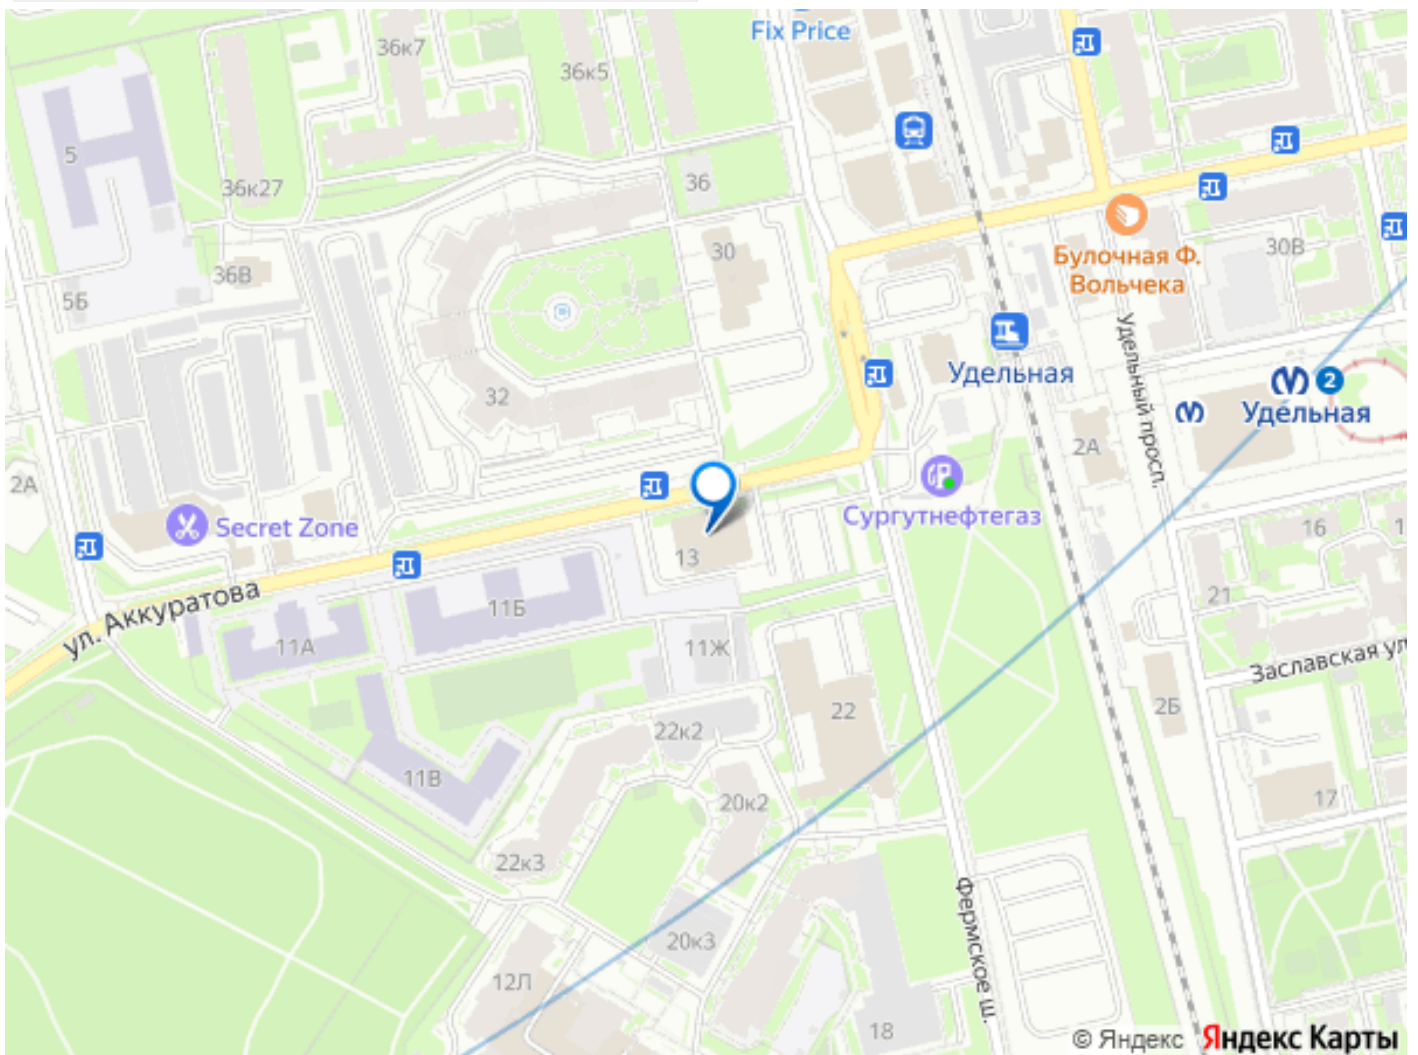 Fix Price
36к7
36к5
5
36к27
36
30
30В
Булочная Ф.
Вольчека
36В
5Б
Удельная
Удельный просп.
2
Удельная
32
2А
2А
Secret Zone
Сургутнефтегаз
16
1
13
ул. Аккуратова
11Б
21
11А
11Ж
Заславская ул
22
2Б
22к2
11В
20к2
17
22к3
Фермское ш.
20к3
12Л
18
© Яндекс Яндекс Карты